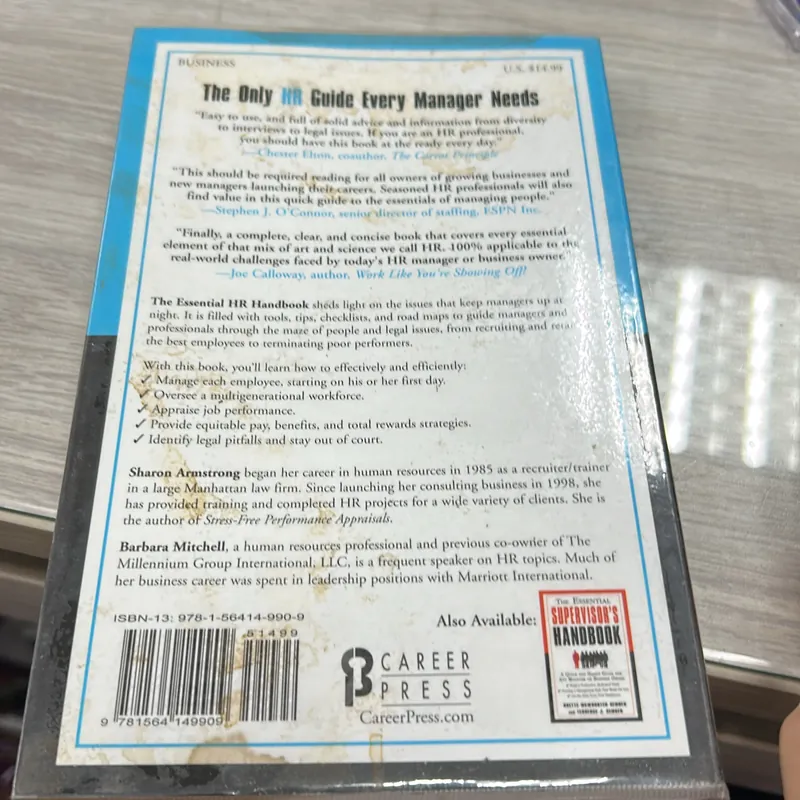 BUSINESS
U.S. $14.99
The Only HR Guide Every Manager Needs
"Easy to use, and full of solid advice and information from diversity
to interviews to legal issues. If you are an HR professional,
you should have this book at the ready every day."
—Chester Elton, coauthor, The Carrot Principle
"This should be required reading for all owners of growing businesses and
new managers launching their careers. Seasoned HR professionals will also
find value in this quick guide to the essentials of managing people."
—Stephen J. O'Connor, senior director of staffing, ESPN Inc.
"Finally, a complete, clear, and concise book that covers every essential
element of that mix of art and science we call HR. 100% applicable to the
real-world challenges faced by today's HR manager or business owner."
—Joe Calloway, author, Work Like You're Showing Off!
The Essential HR Handbook sheds light on the issues that keep managers up at
night. It is filled with tools, tips, checklists, and road maps to guide managers and
professionals through the maze of people and legal issues, from recruiting and
the best employees to terminating poor performers.
With this book, you'll learn how to effectively and efficiently:
✓ Manage each employee, starting on his or her first day.
✓ Oversee a multigenerational workforce.
✓ Appraise job performance.
✓ Provide equitable pay, benefits, and total rewards strategies.
✓ Identify legal pitfalls and stay out of court.
Sharon Armstrong began her career in human resources in 1985 as a recruiter/trainer
in a large Manhattan law firm. Since launching her consulting business in 1998, she
has provided training and completed HR projects for a wide variety of clients. She is
the author of Stress-Free Performance Appraisals.
Barbara Mitchell, a human resources professional and previous co-owner of The
Millennium Group International, LLC, is a frequent speaker on HR topics. Much of
her business career was spent in leadership positions with Marriott International.
ISBN-13: 978-1-56414-990-9
51499
9 781564 149909
CAREER
PRESS
CareerPress.com
Also Available:
THE ESSENTIAL
SUPERVISOR'S
HANDBOOK